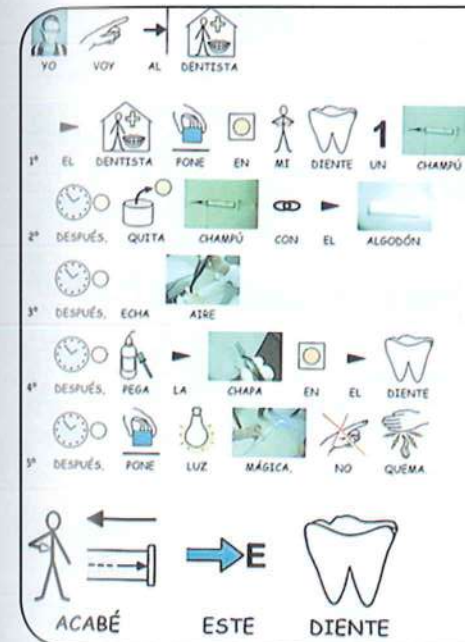 YO VOY AL DENTISTA
1º EL DENTISTA PONE EN MI DIENTE 1 UN CHAMPÚ
2º DESPUÉS, QUITA CHAMPÚ CON EL ALGODÓN
3º DESPUÉS, ECHA AIRE
4º DESPUÉS, PEGA LA CHAPA EN EL DIENTE
5º DESPUÉS, PONE LUZ MÁGICA, NO QUEMA.
E
ACABÉ ESTE DIENTE